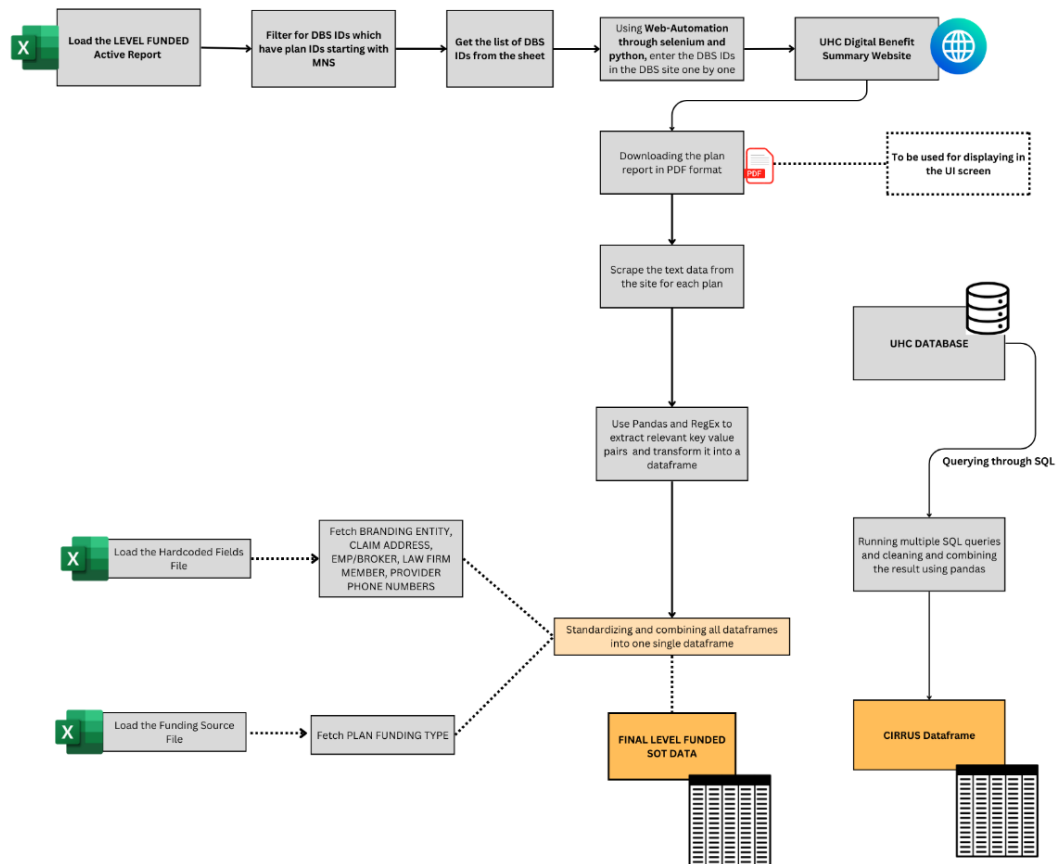 Load the LEVEL FUNDED
Active Report
Filter for DBS IDs which
have plan IDs starting with
MNS
Get the list of DBS
IDs from the sheet
Using Web-Automation
through selenium and
python, enter the DBS IDs
in the DBS site one by one
UHC Digital Benefit
Summary Website
Downloading the plan
report in PDF format
PDF
To be used for displaying in
the UI screen
Scrape the text data from
the site for each plan
UHC DATABASE
Use Pandas and RegEx to
extract relevant key value
pairs and transform it into a
dataframe
Querying through SQL
Load the Hardcoded Fields
File
Fetch BRANDING ENTITY,
CLAIM ADDRESS,
EMP/BROKER, LAW FIRM
MEMBER, PROVIDER
PHONE NUMBERS
Running multiple SQL queries
and cleaning and combining
the result using pandas
Standardizing and combining all dataframes
into one single dataframe
Load the Funding Source
File
Fetch PLAN FUNDING TYPE
FINAL LEVEL FUNDED
SOT DATA
CIRRUS Dataframe